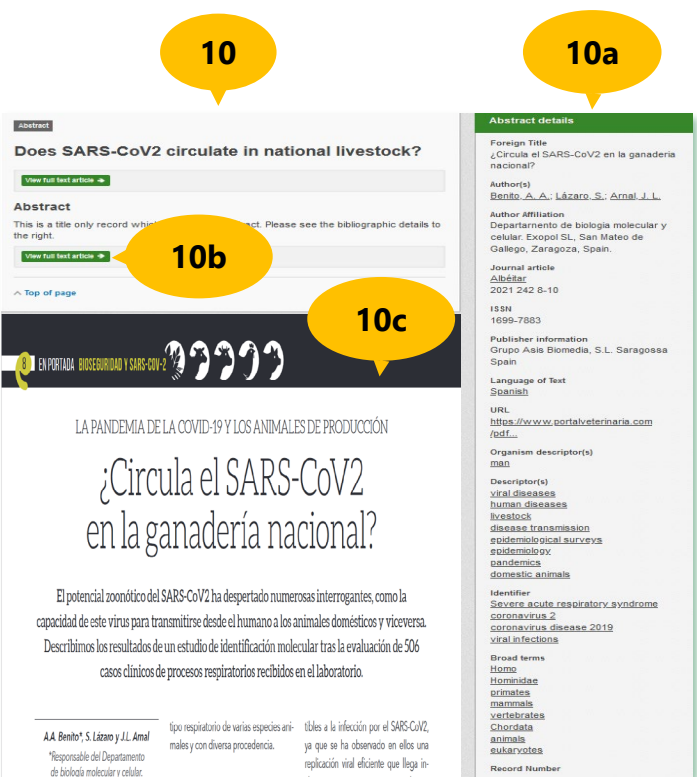 10
10a
Abstract
Does SARS-CoV2 circulate in national livestock?
View full text article
Abstract
This is a title only record whic act. Please see the bibliographic details to
the right.
View full text article
10b
Top of page
10c
8 EN PORTADA BIOSEGURIDAD Y SARS-COV-2
LA PANDEMIA DE LA COVID-19 Y LOS ANIMALES DE PRODUCCIÓN
¿Circula el SARS-CoV2
en la ganadería nacional?
El potencial zoonótico del SARS-CoV2 ha despertado numerosas interrogantes, como la
capacidad de este virus para transmitirse desde el humano a los animales domésticos y viceversa.
Describimos los resultados de un estudio de identificación molecular tras la evaluación de 506
casos clínicos de procesos respiratorios recibidos en el laboratorio.
A.A. Benito*, S. Lázaro y J.L. Arnal
*Responsable del Departamento
de biología molecular y celular.
tipo respiratorio de varias especies ani-
males y con diversa procedencia.
tibles a la infección por el SARS-CoV2,
ya que se ha observado en ellos una
replicación viral eficiente que llega in-
Abstract details
Foreign Title
¿Circula el SARS-CoV2 en la ganaderia
nacional?
Author(s)
Benito, A. A.; Lázaro, S.; Arnal, J. L.
Author Affiliation
Departarnento de biologia molecular y
celular. Exopol SL, San Mateo de
Gallego, Zaragoza, Spain.
Journal article
Albéitar
2021 242 8-10
ISSN
1699-7883
Publisher information
Grupo Asis Biomedia, S.L. Saragossa
Spain
Language of Text
Spanish
URL
https://www.portalveterinaria.com
/pdf...
Organism descriptor(s)
man
Descriptor(s)
viral diseases
human diseases
livestock
disease transmission
epidemiological surveys
epidemiology
pandemics
domestic animals
Identifier
Severe acute respiratory syndrome
coronavirus 2
coronavirus disease 2019
viral infections
Broad terms
Homo
Hominidae
primates
mammals
vertebrates
Chordata
animals
eukaryotes
Record Number